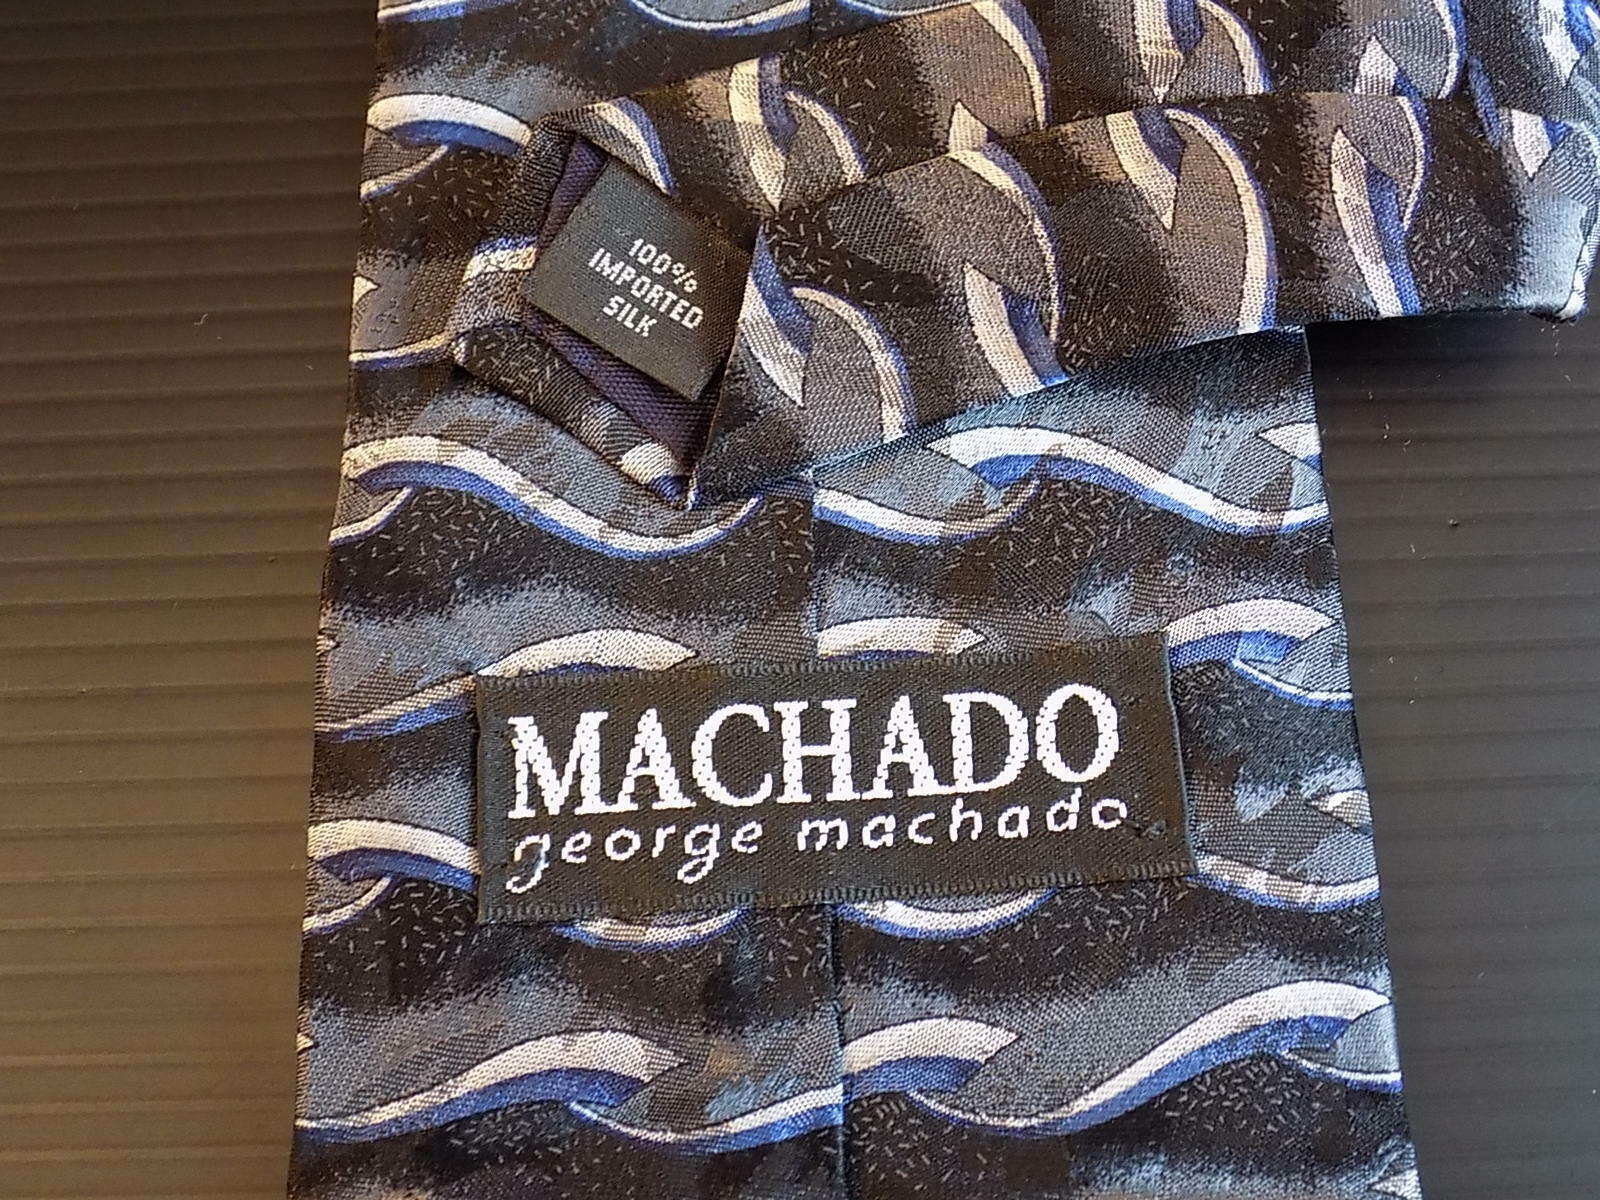 100%
IMPORTED
SILK
MACHADO
george machado